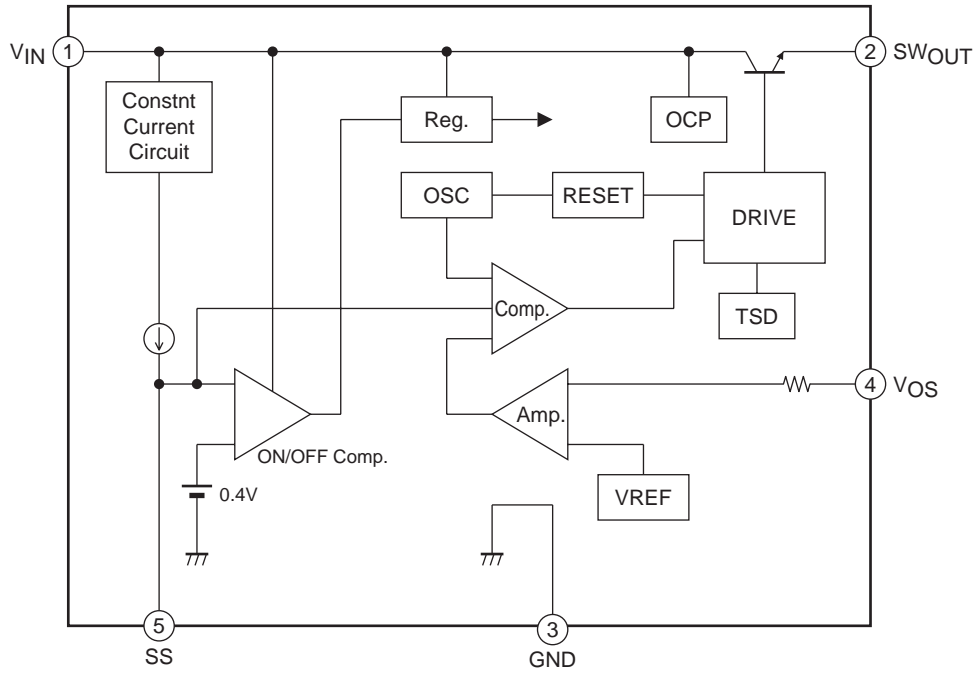 VIN
1
2
SWOUT
Constnt
Current
Circuit
Reg.
OCP
OSC
RESET
DRIVE
Comp.
TSD
4
VOS
Amp.
ON/OFF Comp.
0.4V
VREF
5
SS
3
GND